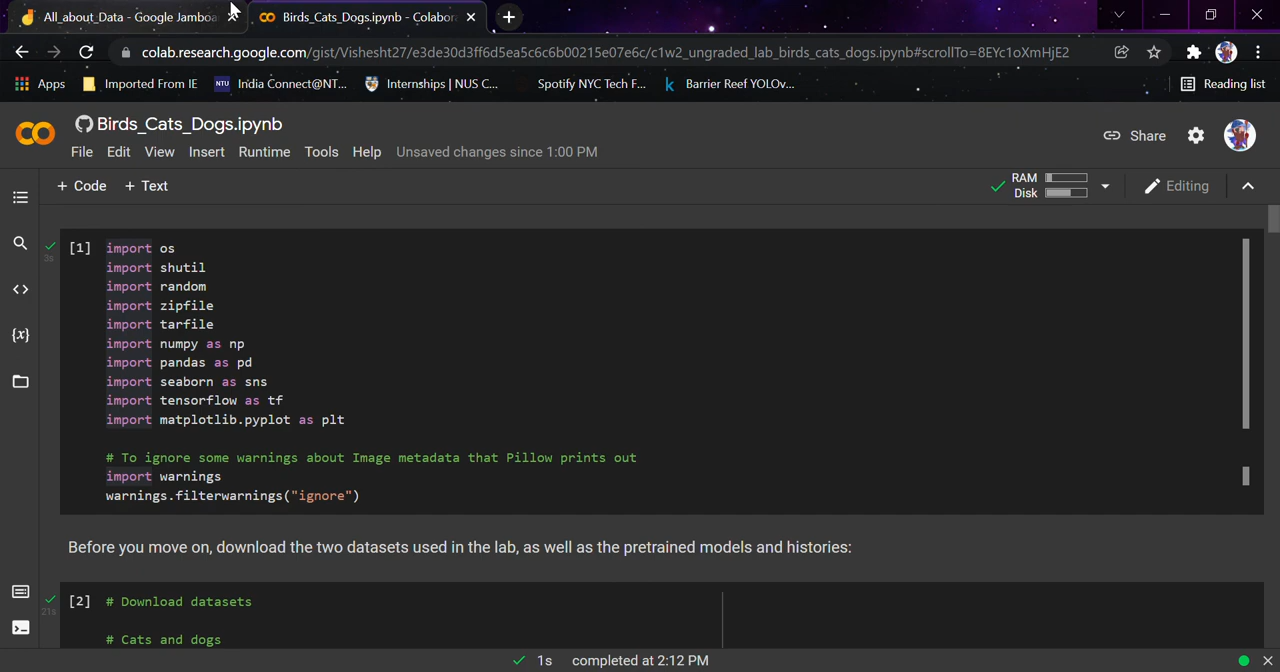 All_about_Data - Google Jamboa
Birds_Cats_Dogs.ipynb - Colabor
colab.research.google.com/gist/Vishesht27/e3de30d3ff6d5ea5c6c6b00215e07e6c/c1w2_ungraded_lab_birds_cats_dogs.ipynb#scrollTo=8EYc1oXmHjE2
Apps Imported From IE NTU India Connect@NT... Internships | NUS C... Spotify NYC Tech F... k Barrier Reef YOLOv... Reading list
Birds_Cats_Dogs.ipynb
Share
File Edit View Insert Runtime Tools Help Unsaved changes since 1:00 PM
+ Code + Text
RAM
Disk
Editing
[1] import os
3s
import shutil
import random
import zipfile
import tarfile
import numpy as np
import pandas as pd
import seaborn as sns
import tensorflow as tf
import matplotlib.pyplot as plt
# To ignore some warnings about Image metadata that Pillow prints out
import warnings
warnings.filterwarnings("ignore")
Before you move on, download the two datasets used in the lab, as well as the pretrained models and histories:
[2] # Download datasets
21s
# Cats and dogs
1s completed at 2:12 PM